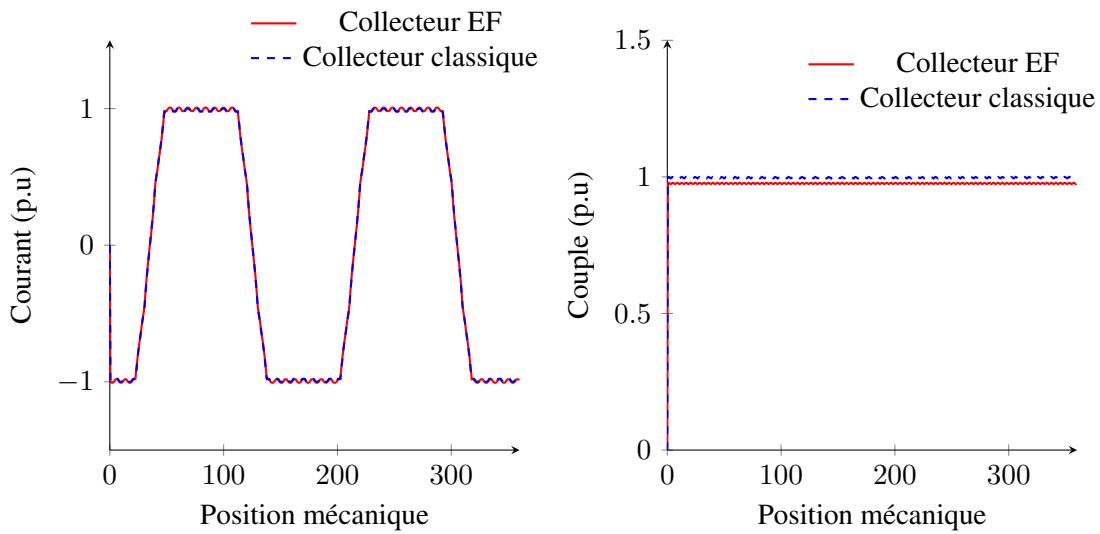 Collecteur EF
Collecteur classique
1
0
−1
0
100
200
300
Courant (p.u)
Position mécanique
Collecteur EF
Collecteur classique
1.5
1
0.5
0
0
100
200
300
Couple (p.u)
Position mécanique